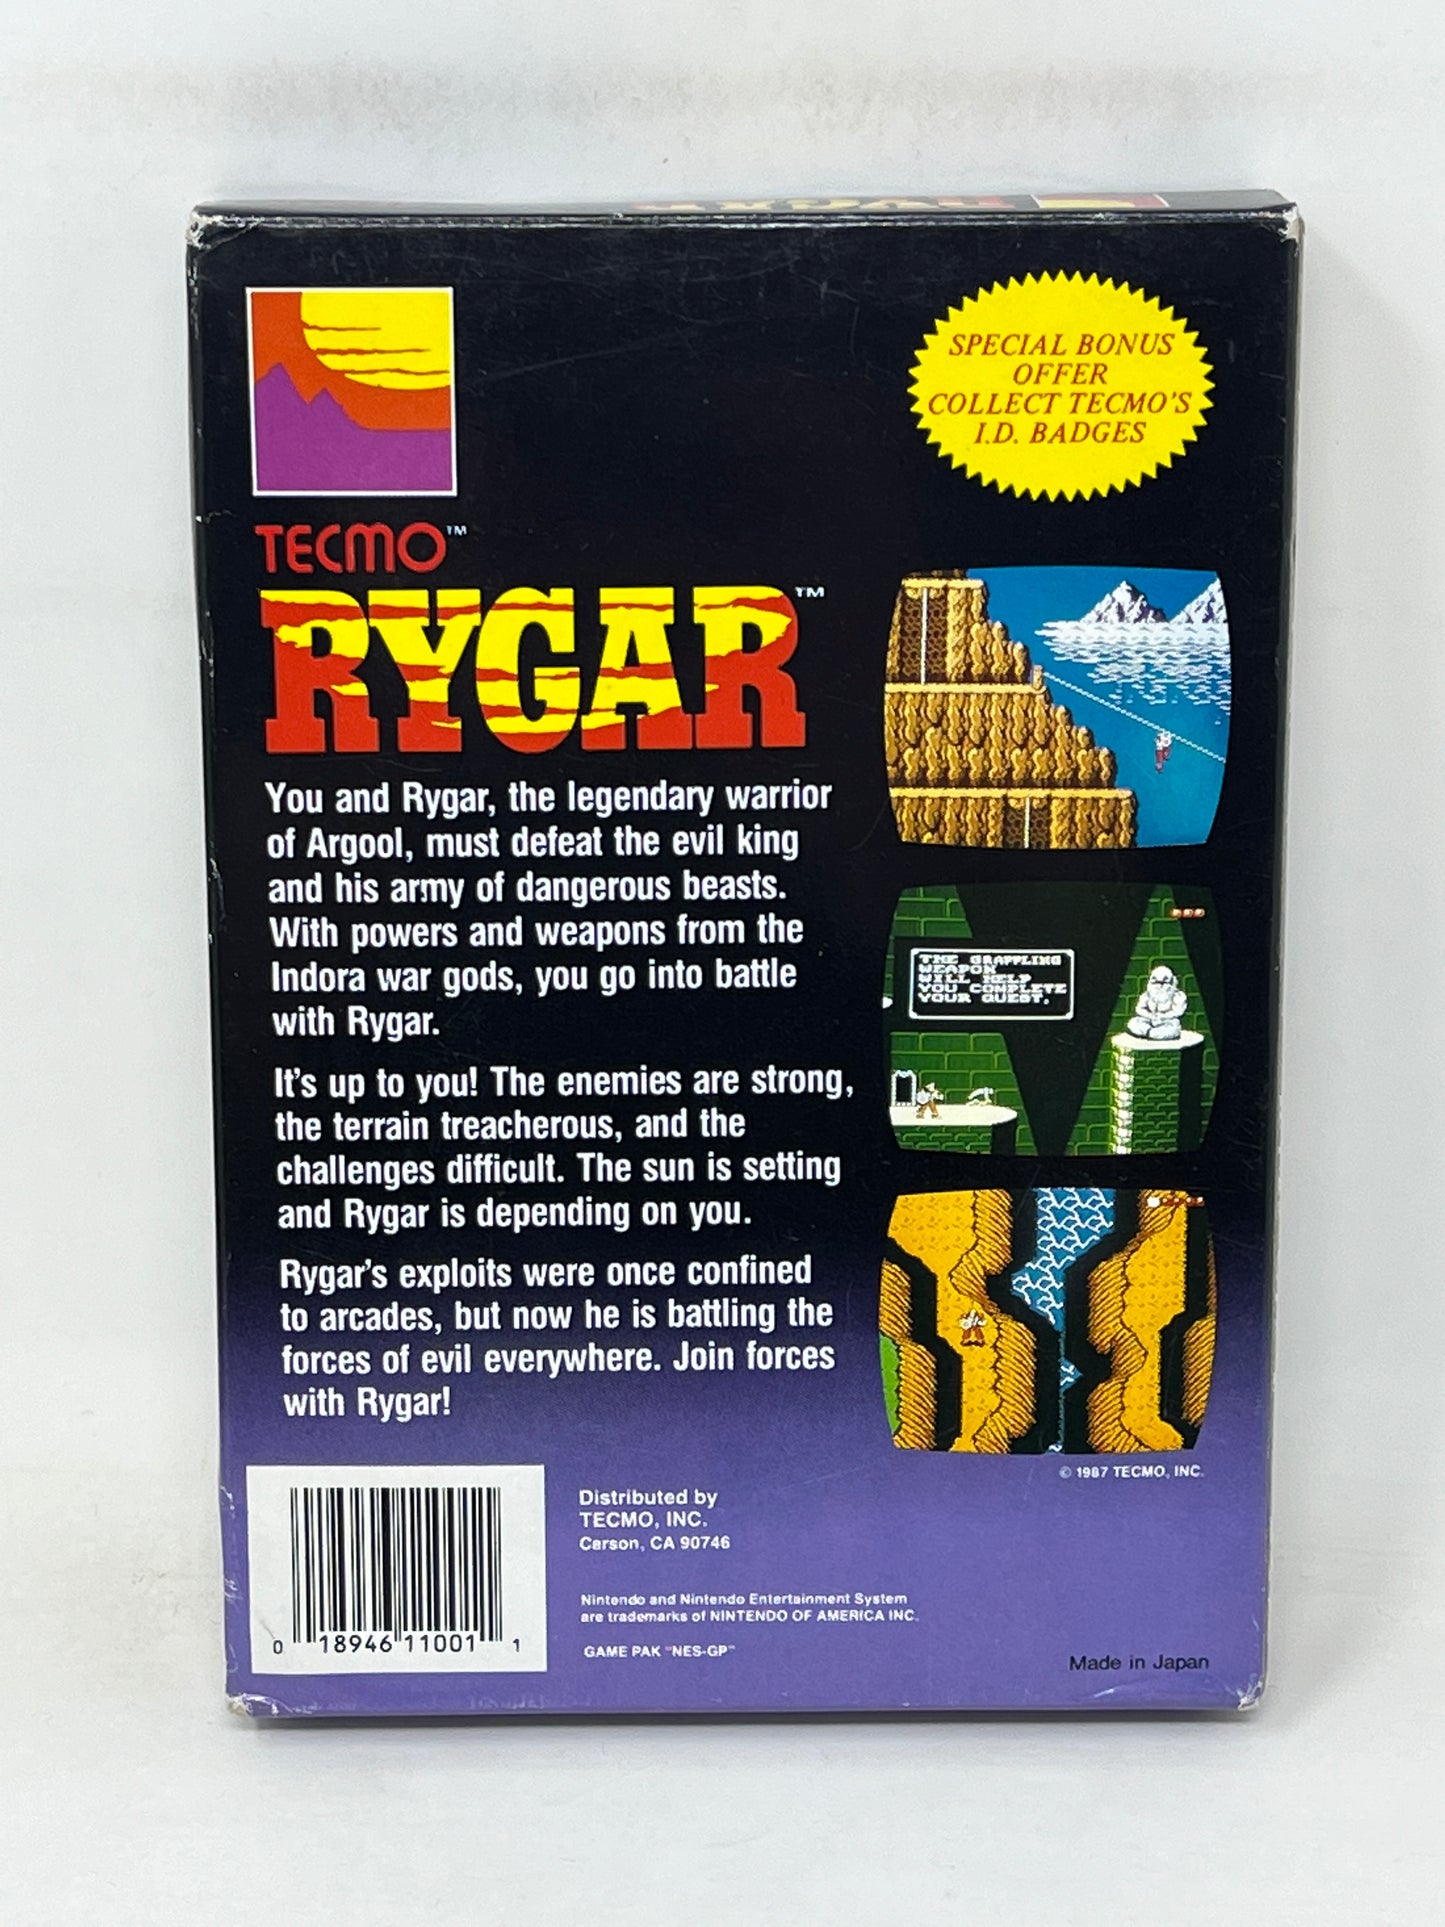 RYGAR
SPECIAL BONUS
OFFER
COLLECT TECMO'S
I.D. BADGES
TECMO™
RYGAR™
You and Rygar, the legendary warrior
of Argool, must defeat the evil king
and his army of dangerous beasts.
With powers and weapons from the
Indora war gods, you go into battle
with Rygar.
It's up to you! The enemies are strong,
the terrain treacherous, and the
challenges difficult. The sun is setting
and Rygar is depending on you.
Rygar's exploits were once confined
to arcades, but now he is battling the
forces of evil everywhere. Join forces
with Rygar!
THE GRAPPLING
WEAPON
WILL HELP
YOU COMPLETE
YOUR QUEST.
© 1987 TECMO, INC.
0 18946 11001 1
Distributed by
TECMO, INC.
Carson, CA 90746
Nintendo and Nintendo Entertainment System
are trademarks of NINTENDO OF AMERICA INC.
GAME PAK "NES-GP"
Made in Japan